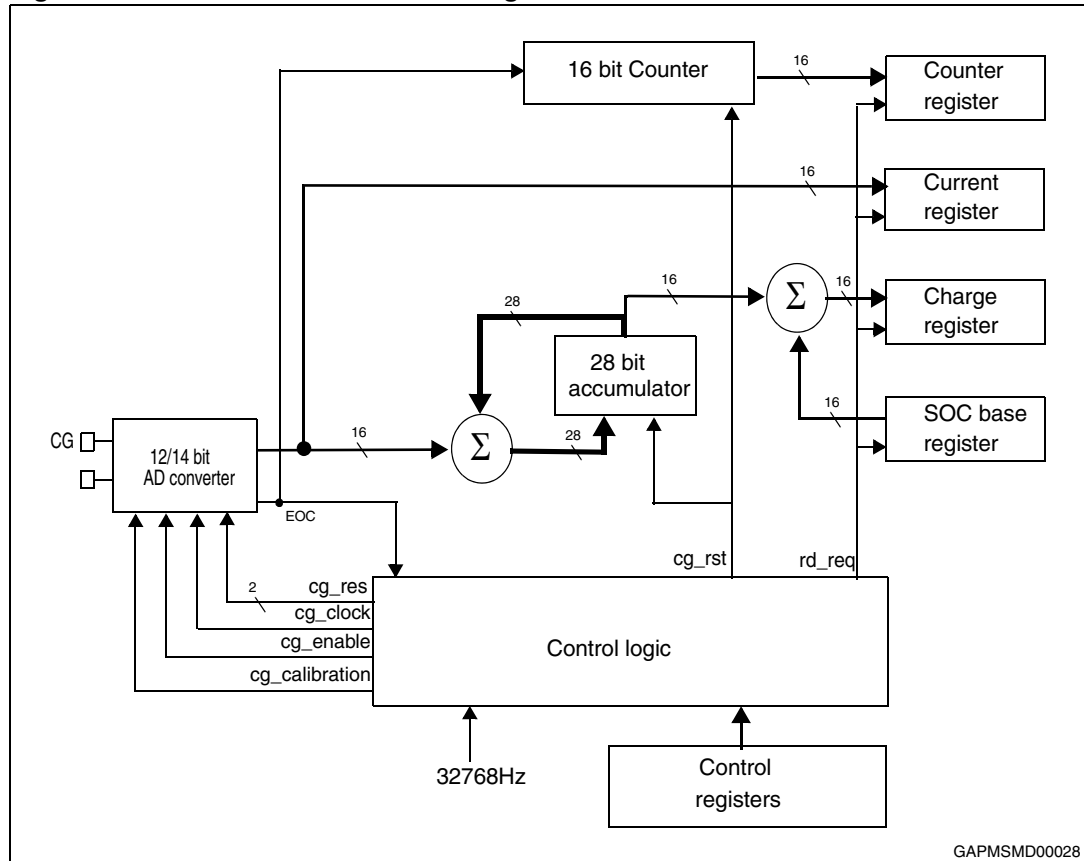 16 bit Counter
16
Counter
register
16
Current
register
16
Σ
16
Charge
register
28
28 bit
accumulator
16
SOC base
register
CG
12/14 bit
AD converter
16
Σ
28
EOC
cg_rst
rd_req
2
cg_res
cg_clock
cg_enable
cg_calibration
Control logic
32768Hz
Control
registers
GAPMSMD00028